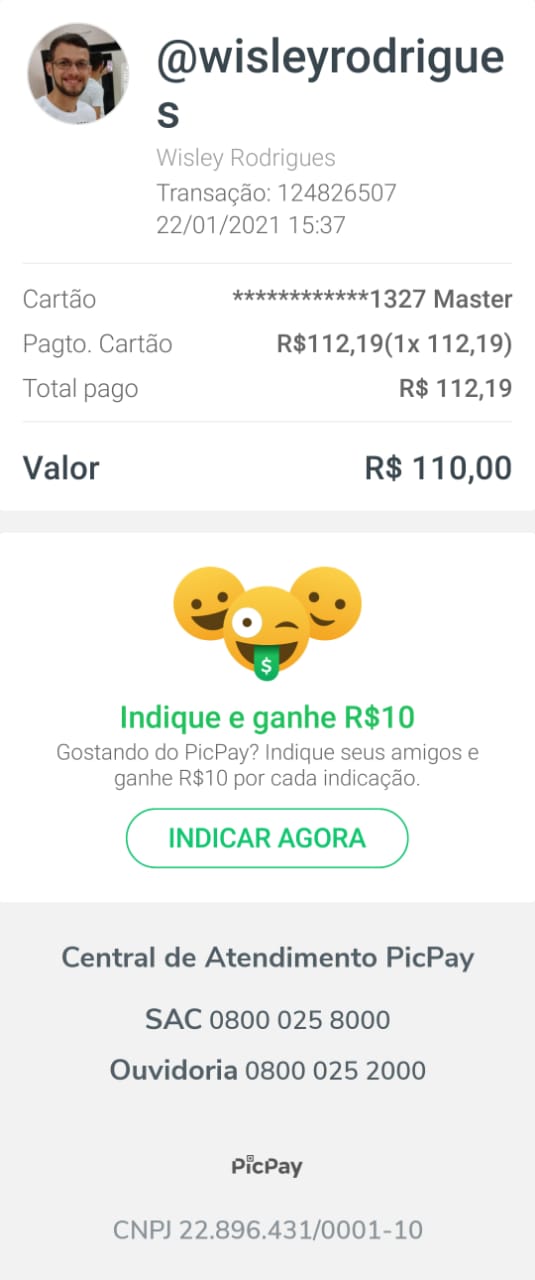 @wisleyrodrigue
s
Wisley Rodrigues
Transação: 124826507
22/01/2021 15:37
Cartão ************1327 Master
Pagto. Cartão R$112,19(1x 112,19)
Total pago R$ 112,19
Valor R$ 110,00
$
Indique e ganhe R$10
Gostando do PicPay? Indique seus amigos e
ganhe R$10 por cada indicação.
INDICAR AGORA
Central de Atendimento PicPay
SAC 0800 025 8000
Ouvidoria 0800 025 2000
PicPay
CNPJ 22.896.431/0001-10